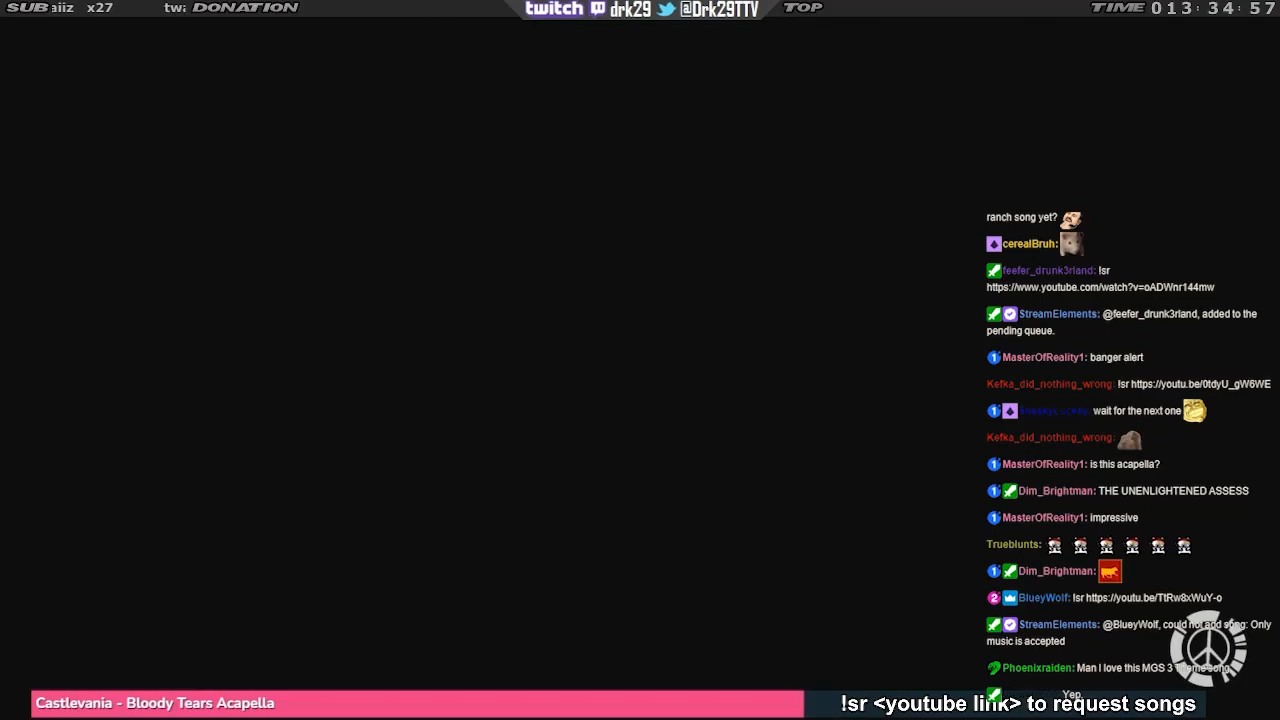 SUB aiiz x27 twi DONATION twitch drk29 @Drk29TTV TOP TIME 013:34:57
ranch song yet?
cerealBruh:
feefer_drunk3rland: !sr
https://www.youtube.com/watch?v=oADWnr144mw
StreamElements: @feefer_drunk3rland, added to the
pending queue.
MasterOfReality1: banger alert
Kefka_did_nothing_wrong: !sr https://youtu.be/0tdyU_gW6WE
wait for the next one
Kefka_did_nothing_wrong:
MasterOfReality1: is this acapella?
Dim_Brightman: THE UNENLIGHTENED ASSESS
MasterOfReality1: impressive
Trueblunts:
Dim_Brightman:
BlueyWolf: !sr https://youtu.be/TtRw8xWuY-o
StreamElements: @BlueyWolf, could not add song: Only
music is accepted
Phoenixraiden: Man I love this MGS 3 Theme song
Yep
Castlevania - Bloody Tears Acapella
!sr <youtube link> to request songs